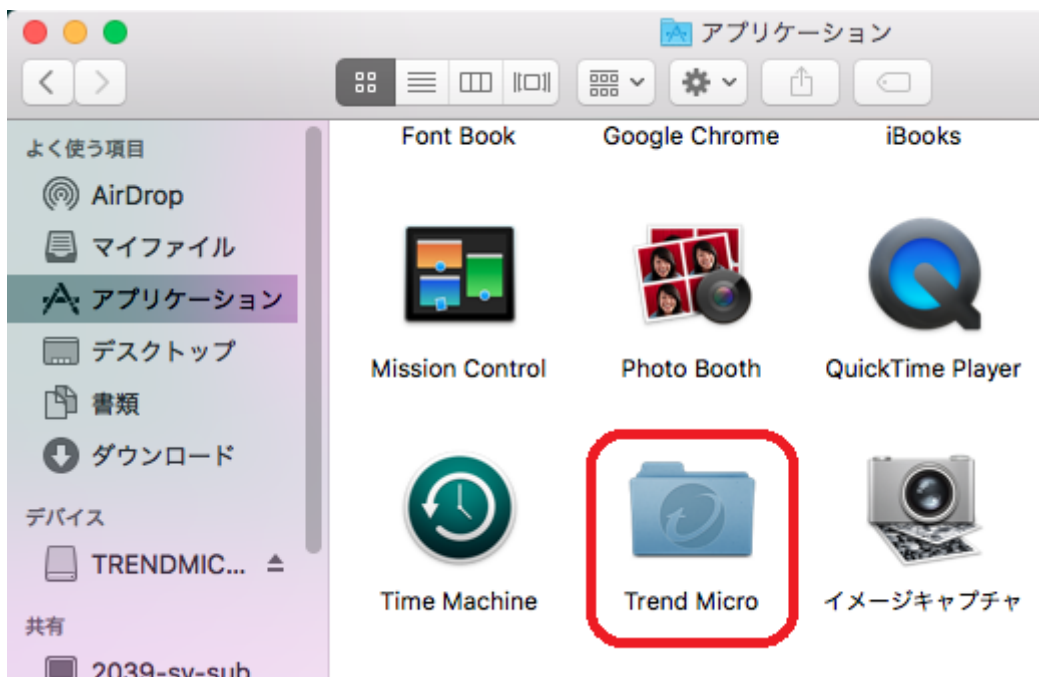 アプリケーション
よく使う項目
AirDrop
マイファイル
アプリケーション
デスクトップ
書類
ダウンロード
デバイス
TRENDMIC...
共有
2039-sv-sub
Font Book
Google Chrome
iBooks
Mission Control
Photo Booth
QuickTime Player
Time Machine
Trend Micro
イメージキャプチャ